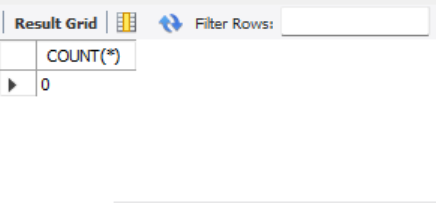 Result Grid Filter Rows:
COUNT(*)
0